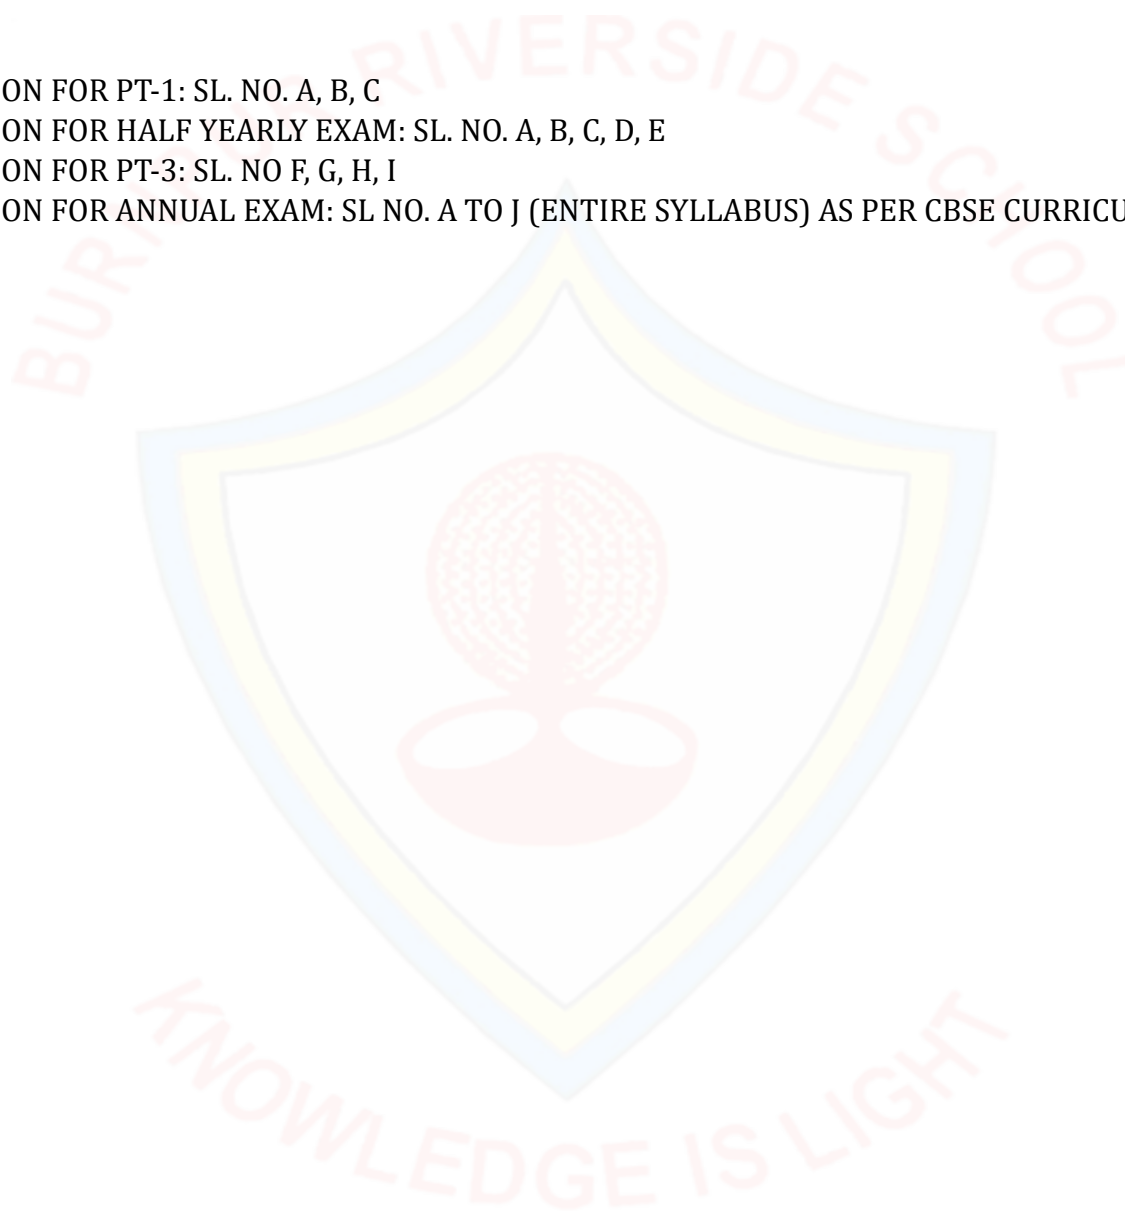 ON FOR PT-1: SL. NO. A, B, C
ON FOR HALF YEARLY EXAM: SL. NO. A, B, C, D, E
ON FOR PT-3: SL. NO F, G, H, I
ON FOR ANNUAL EXAM: SL NO. A TO J (ENTIRE SYLLABUS) AS PER CBSE CURRICU
BURNPUR RIVERSIDE SCHOOL
KNOWLEDGE IS LIGHT